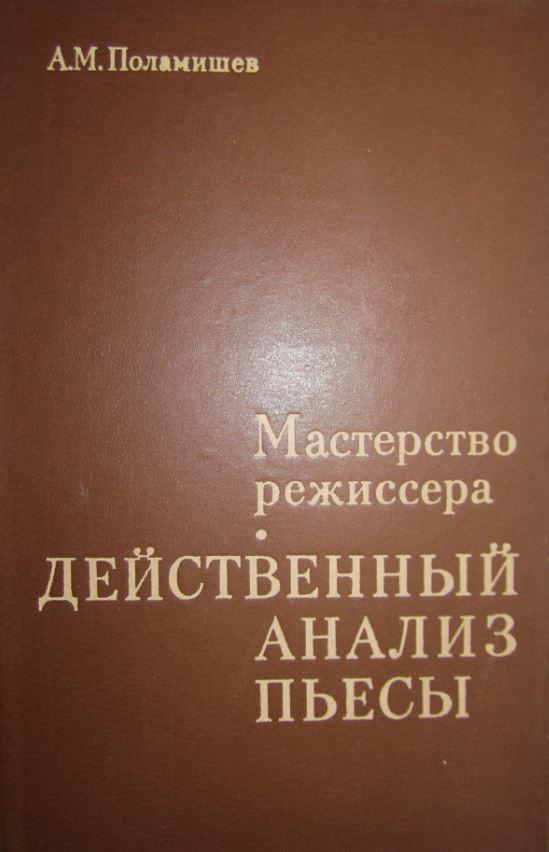 А.М.Поламишев
Мастерство
режиссера
•
ДЕЙСТВЕННЫЙ
АНАЛИЗ
ПЬЕСЫ